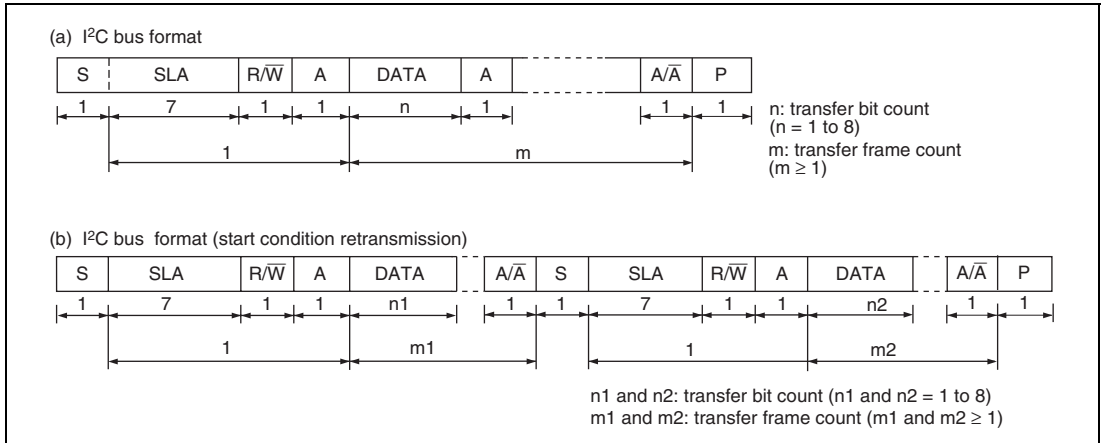 (a) I²C bus format
S SLA R/W̅ A DATA A A/A̅ P
1 7 1 1 n 1 1 1
1 m
n: transfer bit count
(n = 1 to 8)
m: transfer frame count
(m ≥ 1)
(b) I²C bus format (start condition retransmission)
S SLA R/W̅ A DATA A/A̅ S SLA R/W̅ A DATA A/A̅ P
1 7 1 1 n1 1 1 7 1 1 n2 1 1
1 m1 1 m2
n1 and n2: transfer bit count (n1 and n2 = 1 to 8)
m1 and m2: transfer frame count (m1 and m2 ≥ 1)